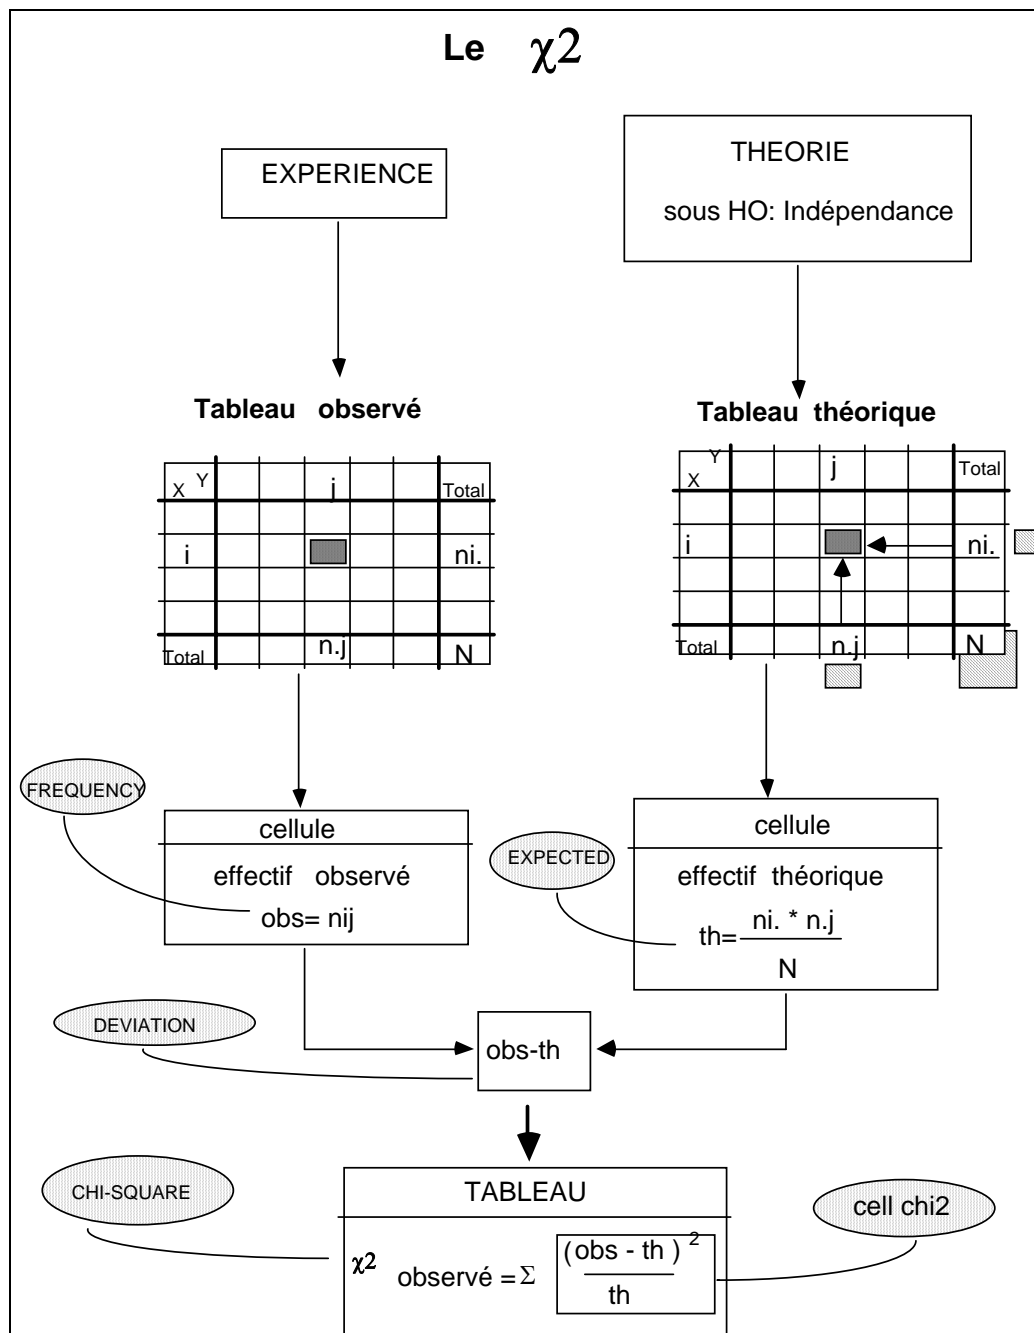 Le χ2
EXPERIENCE
THEORIE
sous HO: Indépendance
Tableau observé
Tableau théorique
X Y j Total
i ni.
Total n.j N
X Y j Total
i ni.
Total n.j N
FREQUENCY
cellule
effectif observé
obs= nij
EXPECTED
cellule
effectif théorique
th= ni. * n.j
N
DEVIATION
obs-th
CHI-SQUARE
TABLEAU
cell chi2
χ2 observé = Σ (obs - th ) 2
th